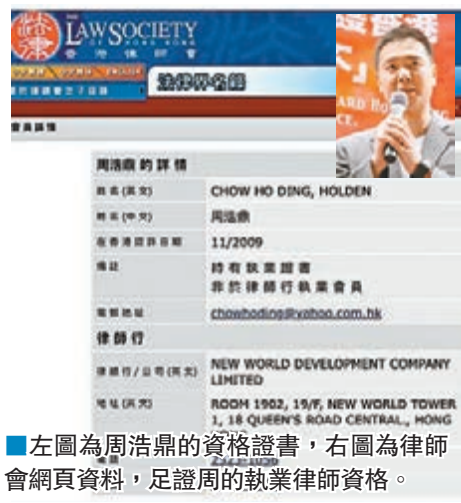 LAW SOCIETY
香港律師會
法律界名錄
會員詳情
周浩鼎 的 詳 情
姓 名 (英 文) CHOW HO DING, HOLDEN
姓 名 (中 文) 周浩鼎
在 香 港 認 許 日 期 11/2009
備 註 持 有 執 業 證 書
非 於 律 師 行 執 業 會 員
電 郵 地 址 chowhoding@yahoo.com.hk
律 師 行
律 師 行 / 公 司 (英 文) NEW WORLD DEVELOPMENT COMPANY
LIMITED
地 址 (英 文) ROOM 1902, 19/F, NEW WORLD TOWER
1, 18 QUEEN'S ROAD CENTRAL, HONG
■左圖為周浩鼎的資格證書，右圖為律師
會網頁資料，足證周的執業律師資格。